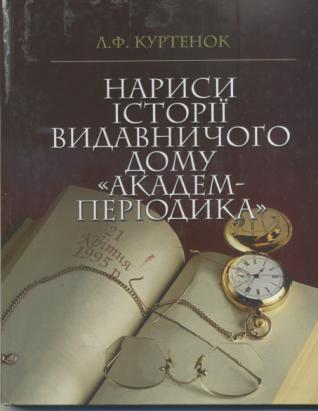 Л.Ф. КУРТЕНОК
НАРИСИ
ІСТОРІЇ
ВИДАВНИЧОГО
ДОМУ
«АКАДЕМ-
ПЕРІОДИКА»
21
Квітня
1995 р.